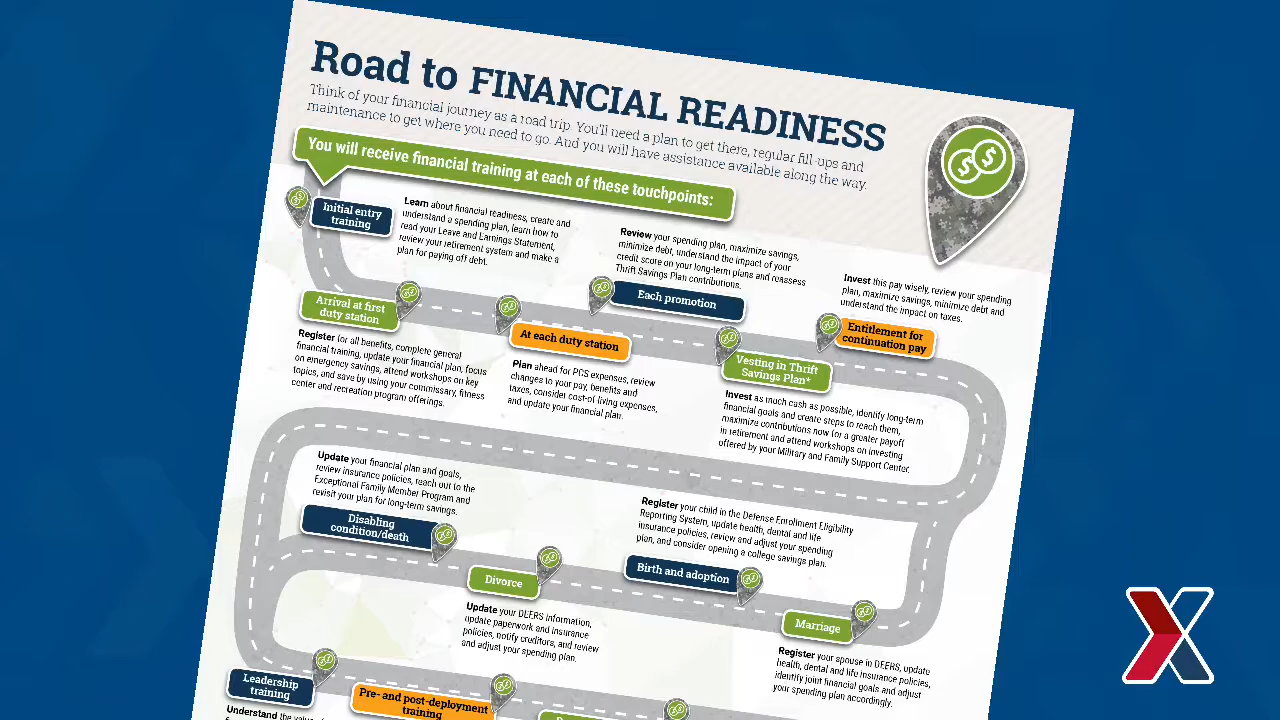 Road to FINANCIAL READINESS
Think of your financial journey as a road trip. You'll need a plan to get there, regular fill-ups and
maintenance to get where you need to go. And you will have assistance available along the way.
You will receive financial training at each of these touchpoints:
Initial entry
training
Learn about financial readiness, create and
understand a spending plan, learn how to
read your Leave and Earnings Statement,
review your retirement system and make a
plan for paying off debt.
Review your spending plan, maximize savings,
minimize debt, understand the impact of your
credit score on your long-term plans and reassess
Thrift Savings Plan contributions.
Each promotion
Invest this pay wisely, review your spending
plan, maximize savings, minimize debt and
understand the impact on taxes.
Entitlement for
continuation pay
Arrival at first
duty station
Register for all benefits, complete general
financial training, update your financial plan, focus
on emergency savings, attend workshops on key
topics, and save by using your commissary, fitness
center and recreation program offerings.
At each duty station
Plan ahead for PCS expenses, review
changes to your pay, benefits and
taxes, consider cost-of-living expenses,
and update your financial plan.
Vesting in Thrift
Savings Plan*
Invest as much cash as possible, identify long-term
financial goals and create steps to reach them,
maximize contributions now for a greater payoff
in retirement and attend workshops on investing
offered by your Military and Family Support Center.
Update your financial plan and goals,
review insurance policies, reach out to the
Exceptional Family Member Program and
revisit your plan for long-term savings.
Disabling
condition/death
Divorce
Update your DEERS information,
update paperwork and insurance
policies, notify creditors, and review
and adjust your spending plan.
Register your child in the Defense Enrollment Eligibility
Reporting System, update health, dental and life
insurance policies, review and adjust your spending
plan, and consider opening a college savings plan.
Birth and adoption
Marriage
Register your spouse in DEERS, update
health, dental and life insurance policies,
identify joint financial goals and adjust
your spending plan accordingly.
Leadership
training
Understand the
Pre- and post-deployment
training